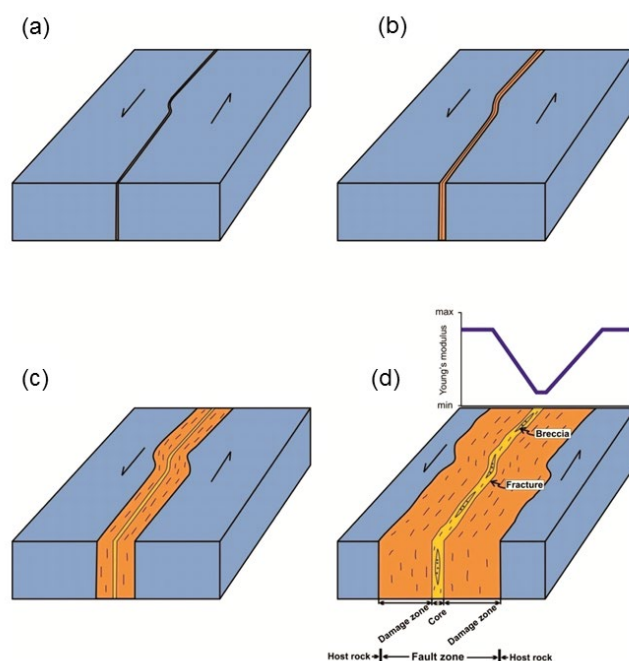 (a)
(b)
(c)
(d)
max
Young's modulus
min
Breccia
Fracture
Damage zone
Core
Damage zone
Host rock
Fault zone
Host rock